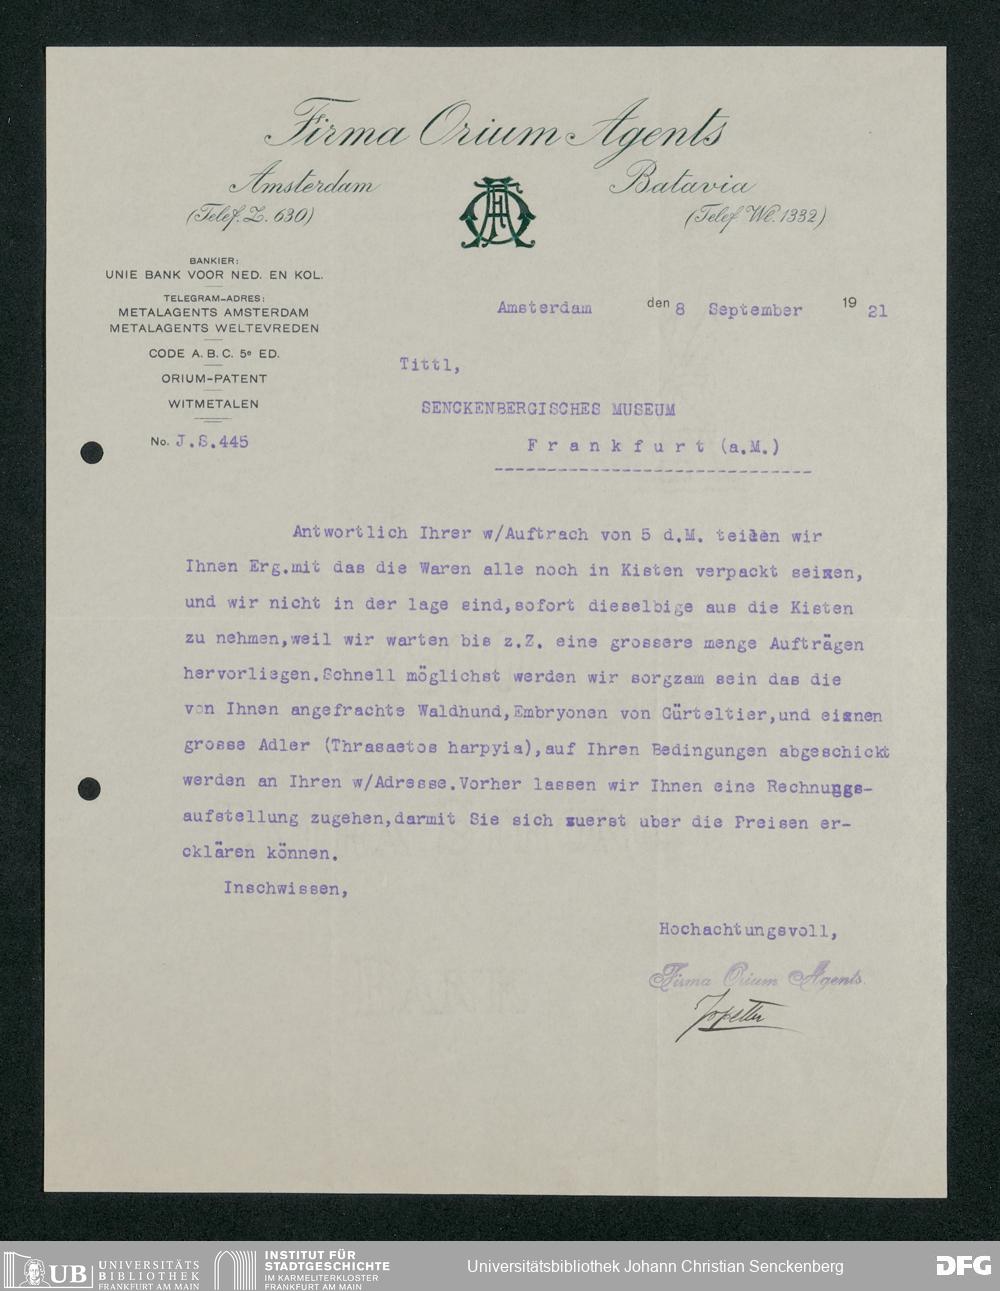 Firma Orium Agents
Amsterdam
(Telef. Z. 630)
Batavia
(Telef Wl. 1332)
BANKIER:
UNIE BANK VOOR NED. EN KOL.
TELEGRAM-ADRES:
METALAGENTS AMSTERDAM
METALAGENTS WELTEVREDEN
CODE A. B. C. 5e ED.
ORIUM-PATENT
WITMETALEN
No. J.S.445
Amsterdam den 8 September 19 21
Tittl,
SENCKENBERGISCHES MUSEUM
Frankfurt (a.M.)
Antwortlich Ihrer w/Auftrach von 5 d.M. teilen wir
Ihnen Erg.mit das die Waren alle noch in Kisten verpackt seinen,
und wir nicht in der lage sind,sofort dieselbige aus die Kisten
zu nehmen,weil wir warten bis z.Z. eine grossere menge Aufträgen
hervorliegen.Schnell möglichst werden wir sorgzam sein das die
von Ihnen angefrachte Waldhund,Embryonen von Gürteltier,und einen
grosse Adler (Thrasaetos harpyia),auf Ihren Bedingungen abgeschickt
werden an Ihren w/Adresse.Vorher lassen wir Ihnen eine Rechnungs-
aufstellung zugehen,darmit Sie sich zuerst uber die Preisen er-
cklären können.
Inschwissen,
Hochachtungsvoll,
Firma Orium Agents.
UB UNIVERSITÄTS
BIBLIOTHEK
FRANKFURT AM MAIN
INSTITUT FÜR
STADTGESCHICHTE
IM KARMELITERKLOSTER
FRANKFURT AM MAIN
Universitätsbibliothek Johann Christian Senckenberg
DFG